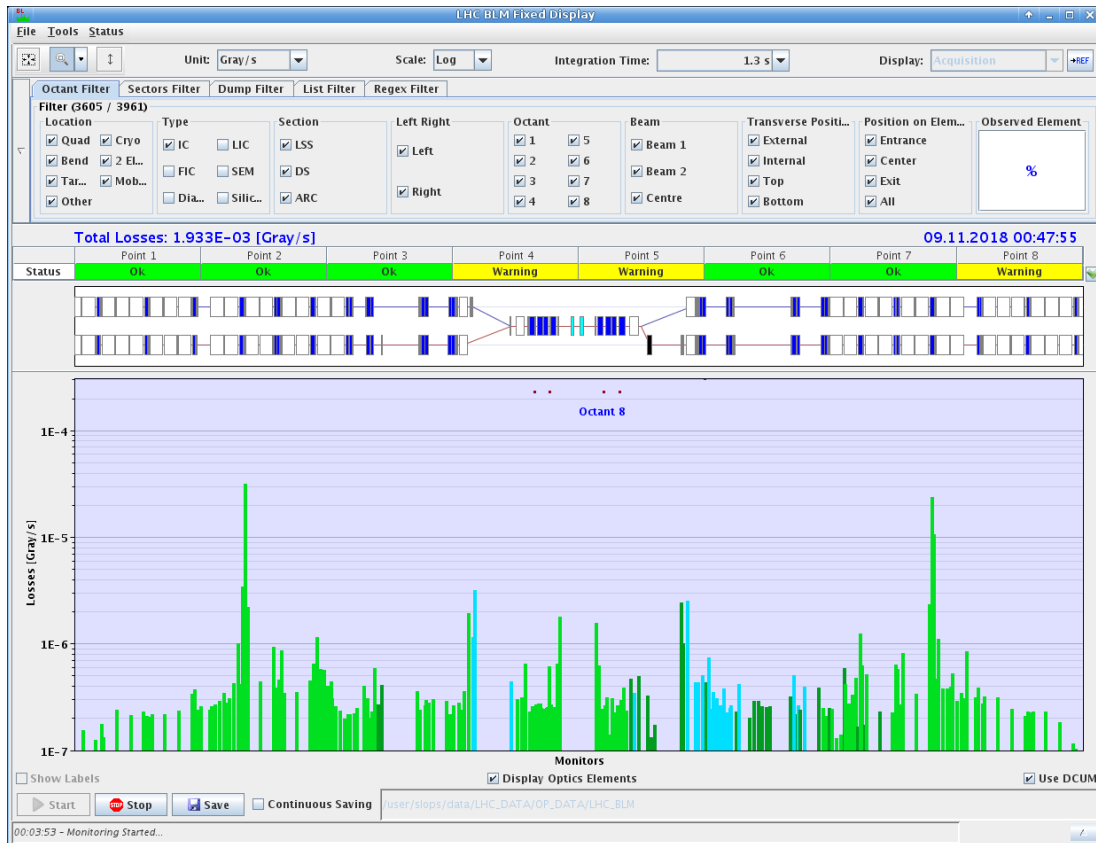 BL
LHC BLM Fixed Display
File Tools Status
Unit: Gray/s Scale: Log Integration Time: 1.3 s Display: Acquisition →REF
Octant Filter Sectors Filter Dump Filter List Filter Regex Filter
Filter (3605 / 3961)
Location Type Section Left Right Octant Beam Transverse Positi... Position on Elem... Observed Element
Quad Cryo IC LIC LSS Left 1 5 Beam 1 External Entrance
Bend 2 El... FIC SEM DS 2 6 Beam 2 Internal Center %
Tar... Mob... Right 3 7 Top Exit
Other Dia... Silic... ARC 4 8 Centre Bottom All
Total Losses: 1.933E-03 [Gray/s] 09.11.2018 00:47:55
Point 1 Point 2 Point 3 Point 4 Point 5 Point 6 Point 7 Point 8
Status Ok Ok Ok Warning Warning Ok Ok Warning
Octant 8
1E-4
1E-5
1E-6
1E-7
Losses [Gray/s]
Monitors
Show Labels Display Optics Elements Use DCUM
Start STOP Stop Save Continuous Saving /user/slops/data/LHC_DATA/OP_DATA/LHC_BLM
00:03:53 – Monitoring Started...
/